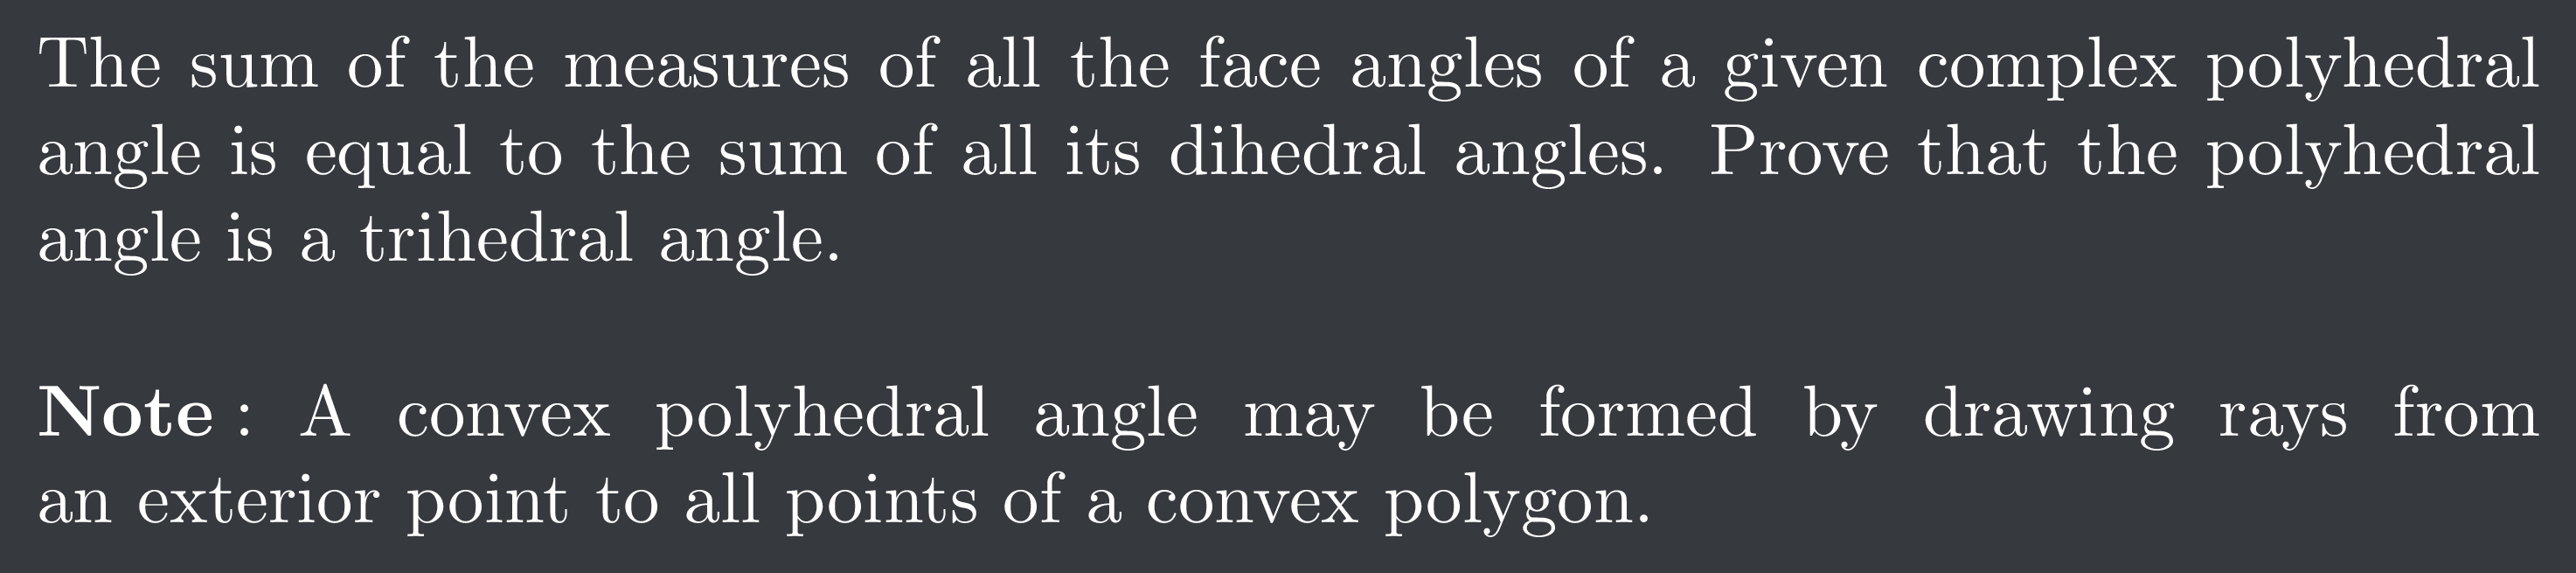 The sum of the measures of all the face angles of a given complex polyhedral
angle is equal to the sum of all its dihedral angles. Prove that the polyhedral
angle is a trihedral angle.
Note : A convex polyhedral angle may be formed by drawing rays from
an exterior point to all points of a convex polygon.